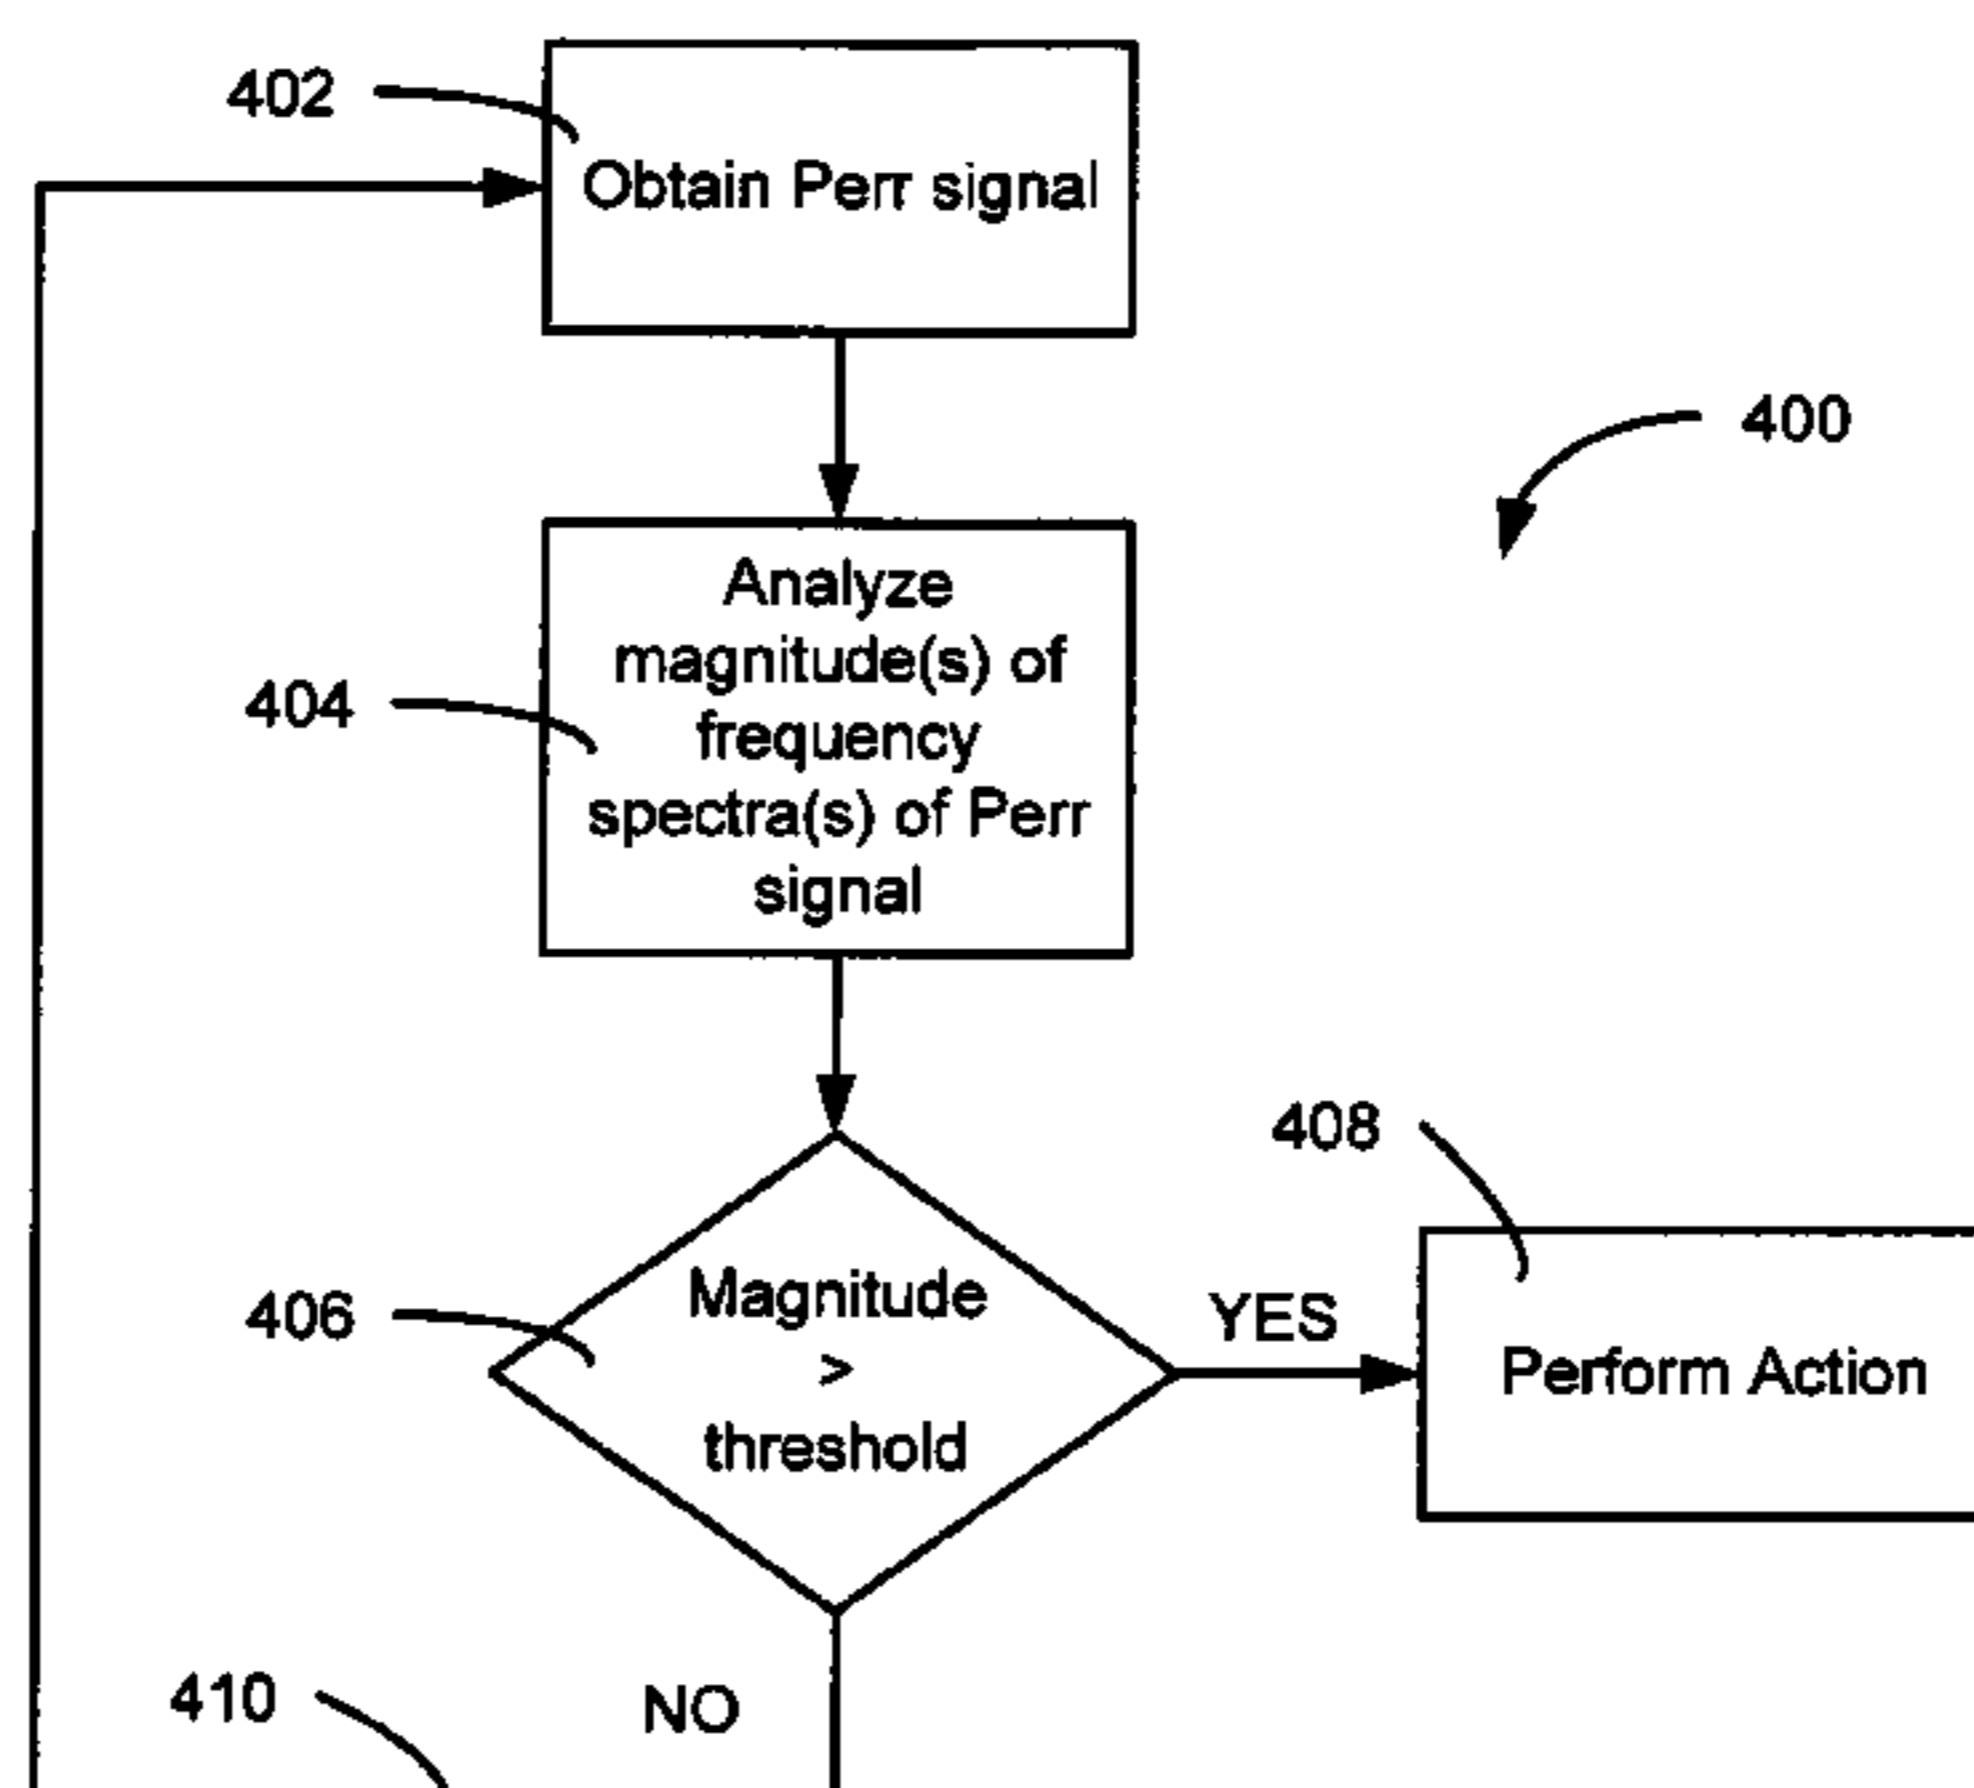 402
Obtain Perr signal
400
Analyze
magnitude(s) of
frequency
spectra(s) of Perr
signal
404
408
Magnitude
>
threshold
406
YES
Perform Action
410
NO